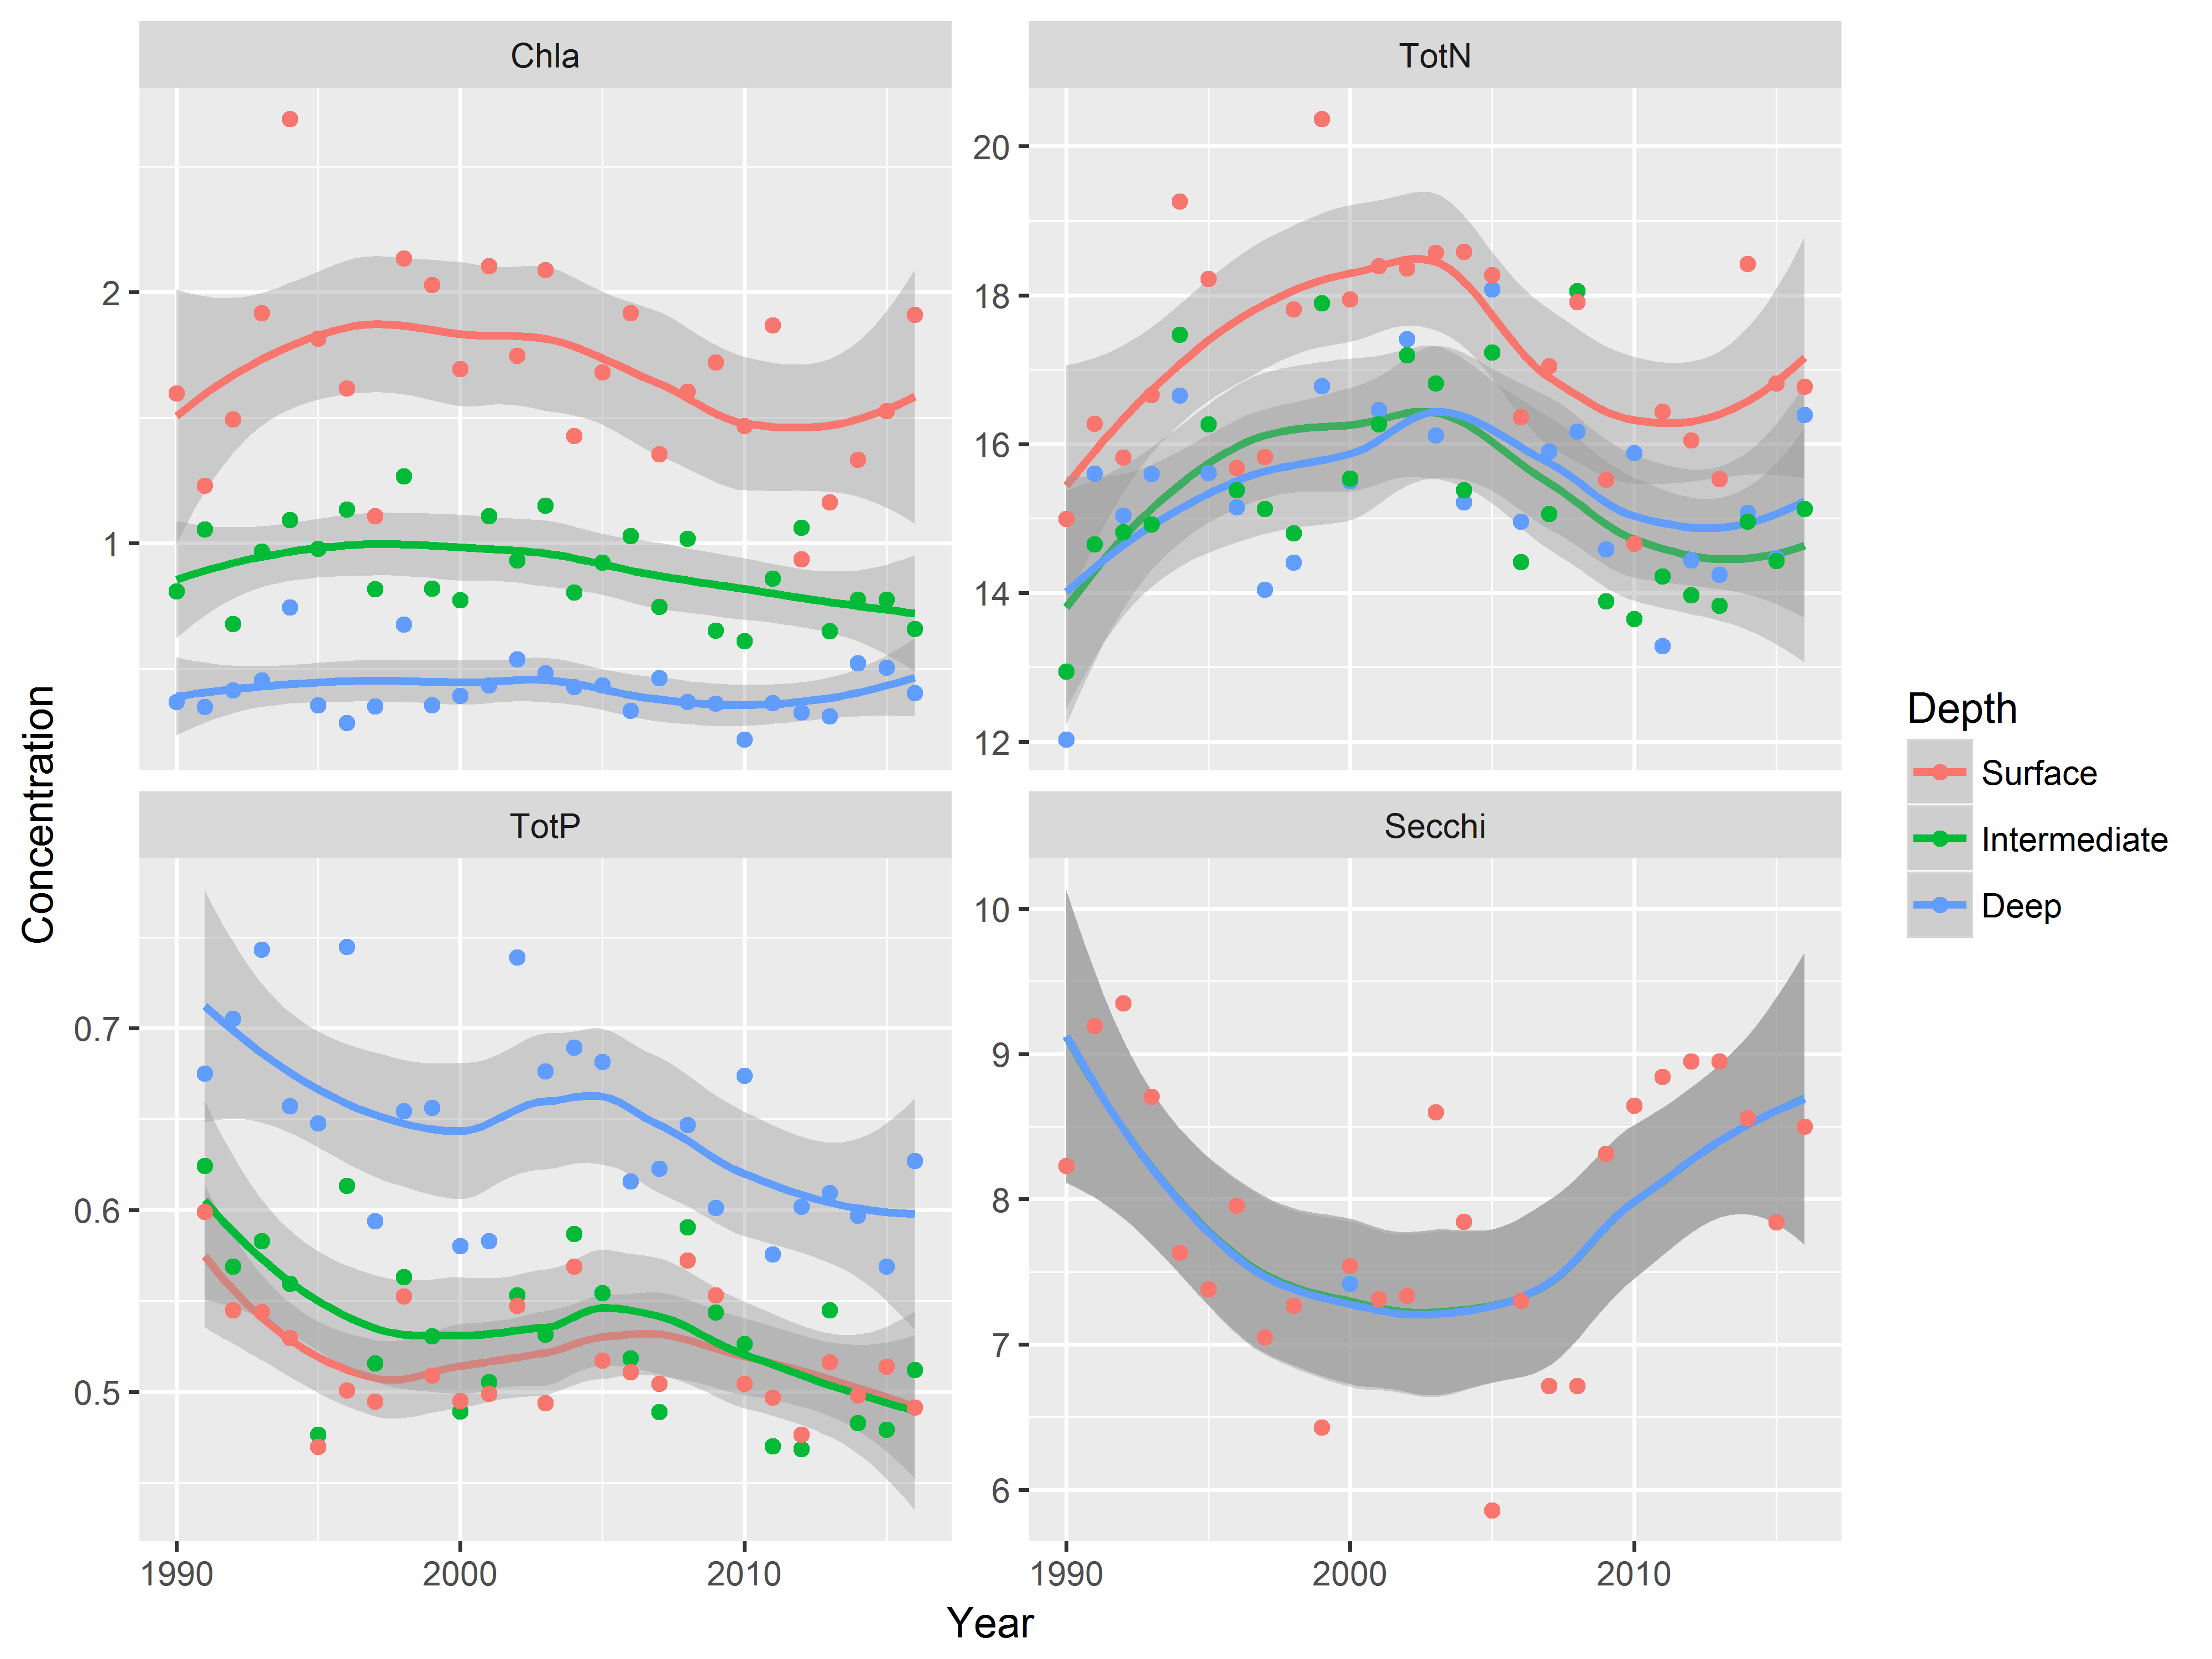 Chla
TotN
2
1
20
18
16
14
12
TotP
Secchi
0.7
0.6
0.5
10
9
8
7
6
1990 2000 2010
1990 2000 2010
Year
Concentration
Depth
Surface
Intermediate
Deep